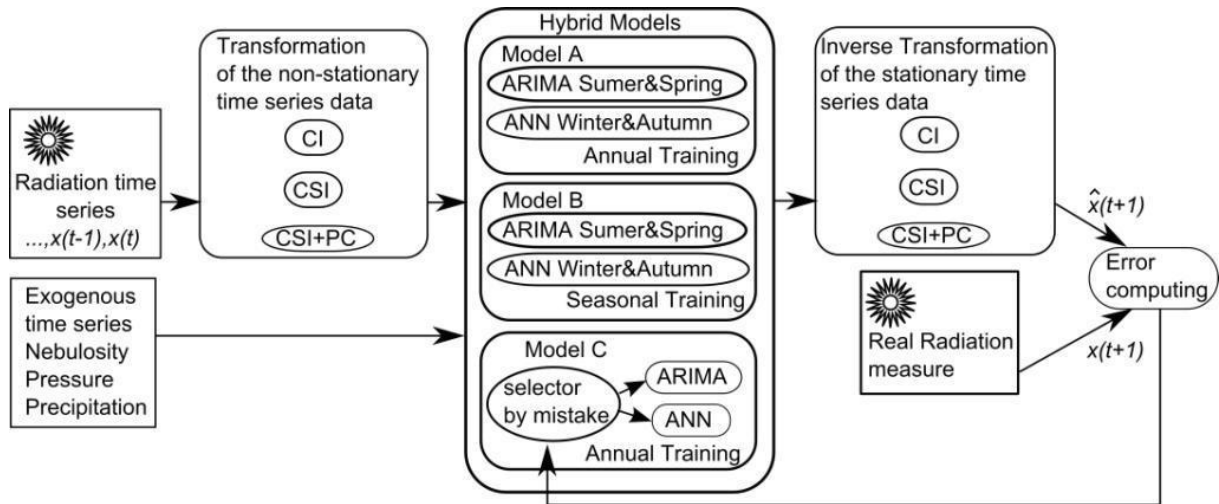 Transformation
of the non-stationary
time series data
CI
CSI
CSI+PC
Radiation time
series
...,x(t-1),x(t)
Exogenous
time series
Nebulosity
Pressure
Precipitation
Hybrid Models
Model A
ARIMA Sumer&Spring
ANN Winter&Autumn
Annual Training
Model B
ARIMA Sumer&Spring
ANN Winter&Autumn
Seasonal Training
Model C
selector
by mistake
ARIMA
ANN
Annual Training
Inverse Transformation
of the stationary time
series data
CI
CSI
CSI+PC
Real Radiation
measure
x̂(t+1)
x(t+1)
Error
computing